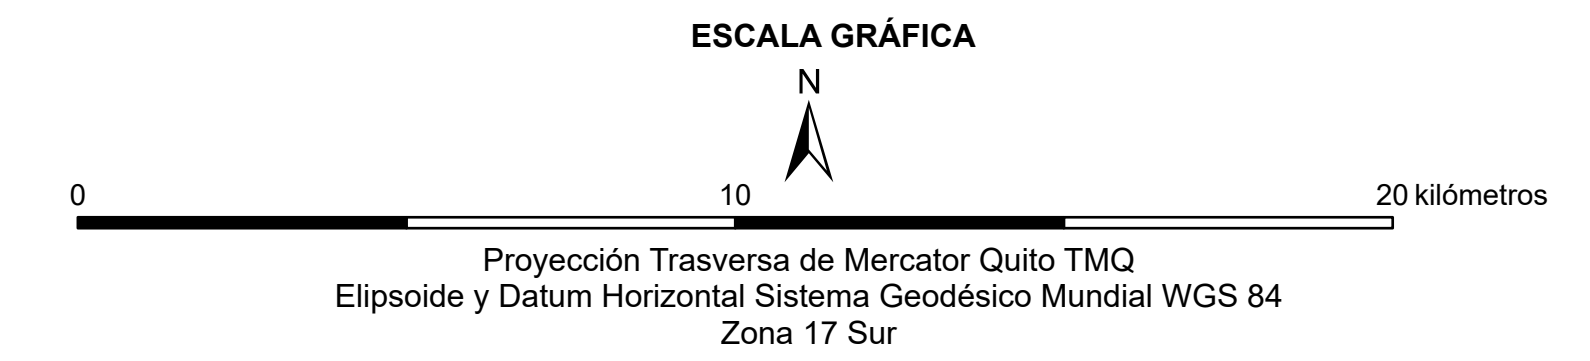 ESCALA GRÁFICA
N
0 10 20 kilómetros
Proyección Trasversa de Mercator Quito TMQ
Elipsoide y Datum Horizontal Sistema Geodésico Mundial WGS 84
Zona 17 Sur